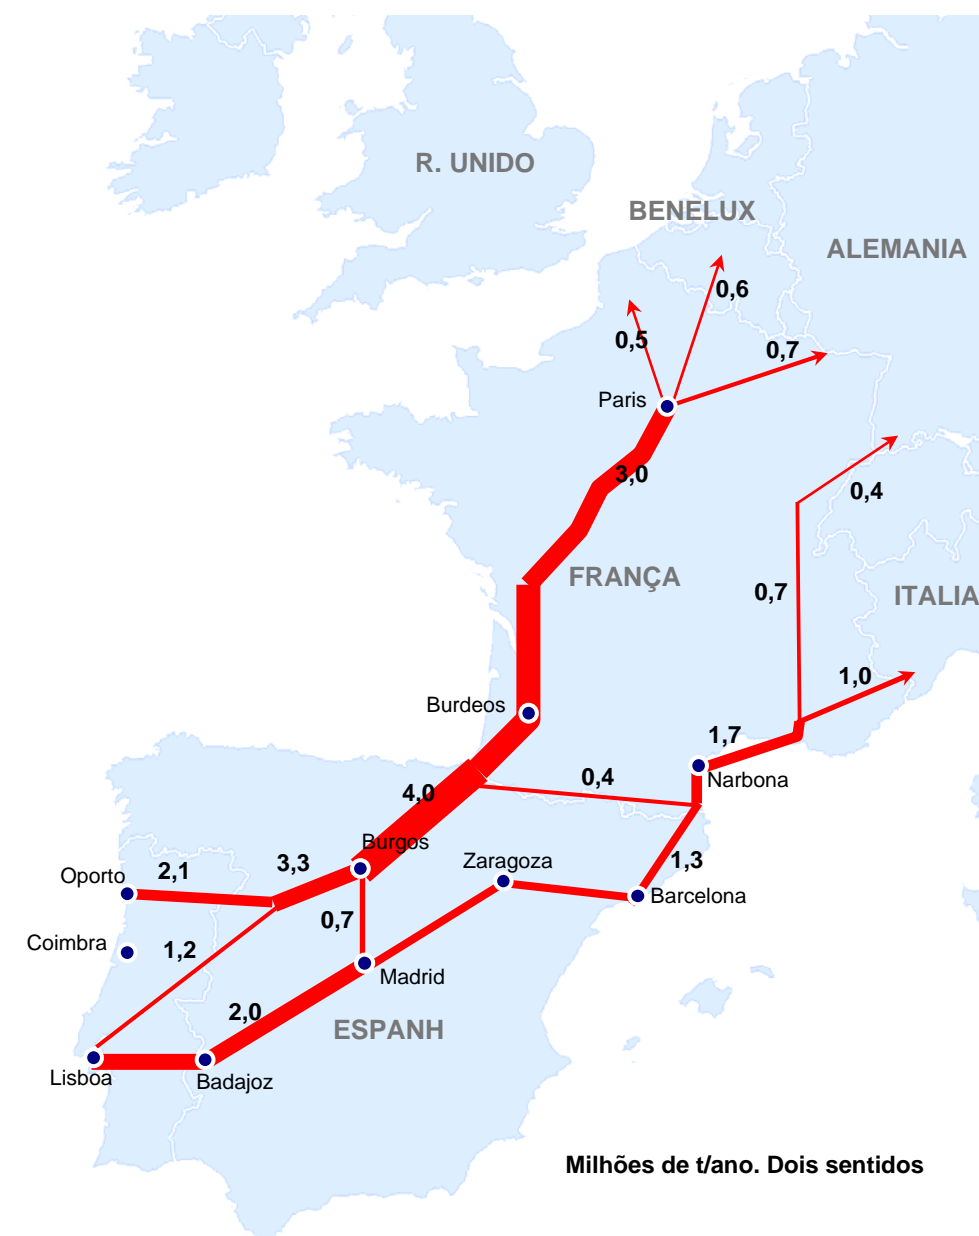 R. UNIDO
BENELUX
ALEMANIA
0,6
0,5
0,7
Paris
3,0
0,4
FRANÇA
0,7
ITALIA
1,0
Burdeos
1,7
0,4
Narbona
4,0
Burgos
3,3
2,1
Oporto
Zaragoza
1,3
Barcelona
0,7
Coimbra
1,2
Madrid
2,0
ESPANH
Lisboa
Badajoz
Milhões de t/ano. Dois sentidos